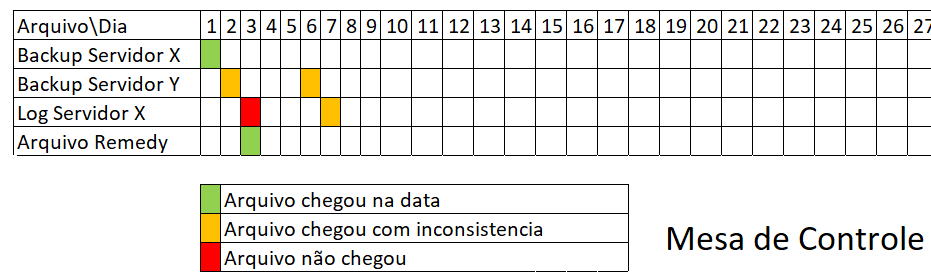 Arquivo\Dia 1 2 3 4 5 6 7 8 9 10 11 12 13 14 15 16 17 18 19 20 21 22 23 24 25 26 27
Backup Servidor X
Backup Servidor Y
Log Servidor X
Arquivo Remedy
Arquivo chegou na data
Arquivo chegou com inconsistencia
Arquivo não chegou
Mesa de Controle